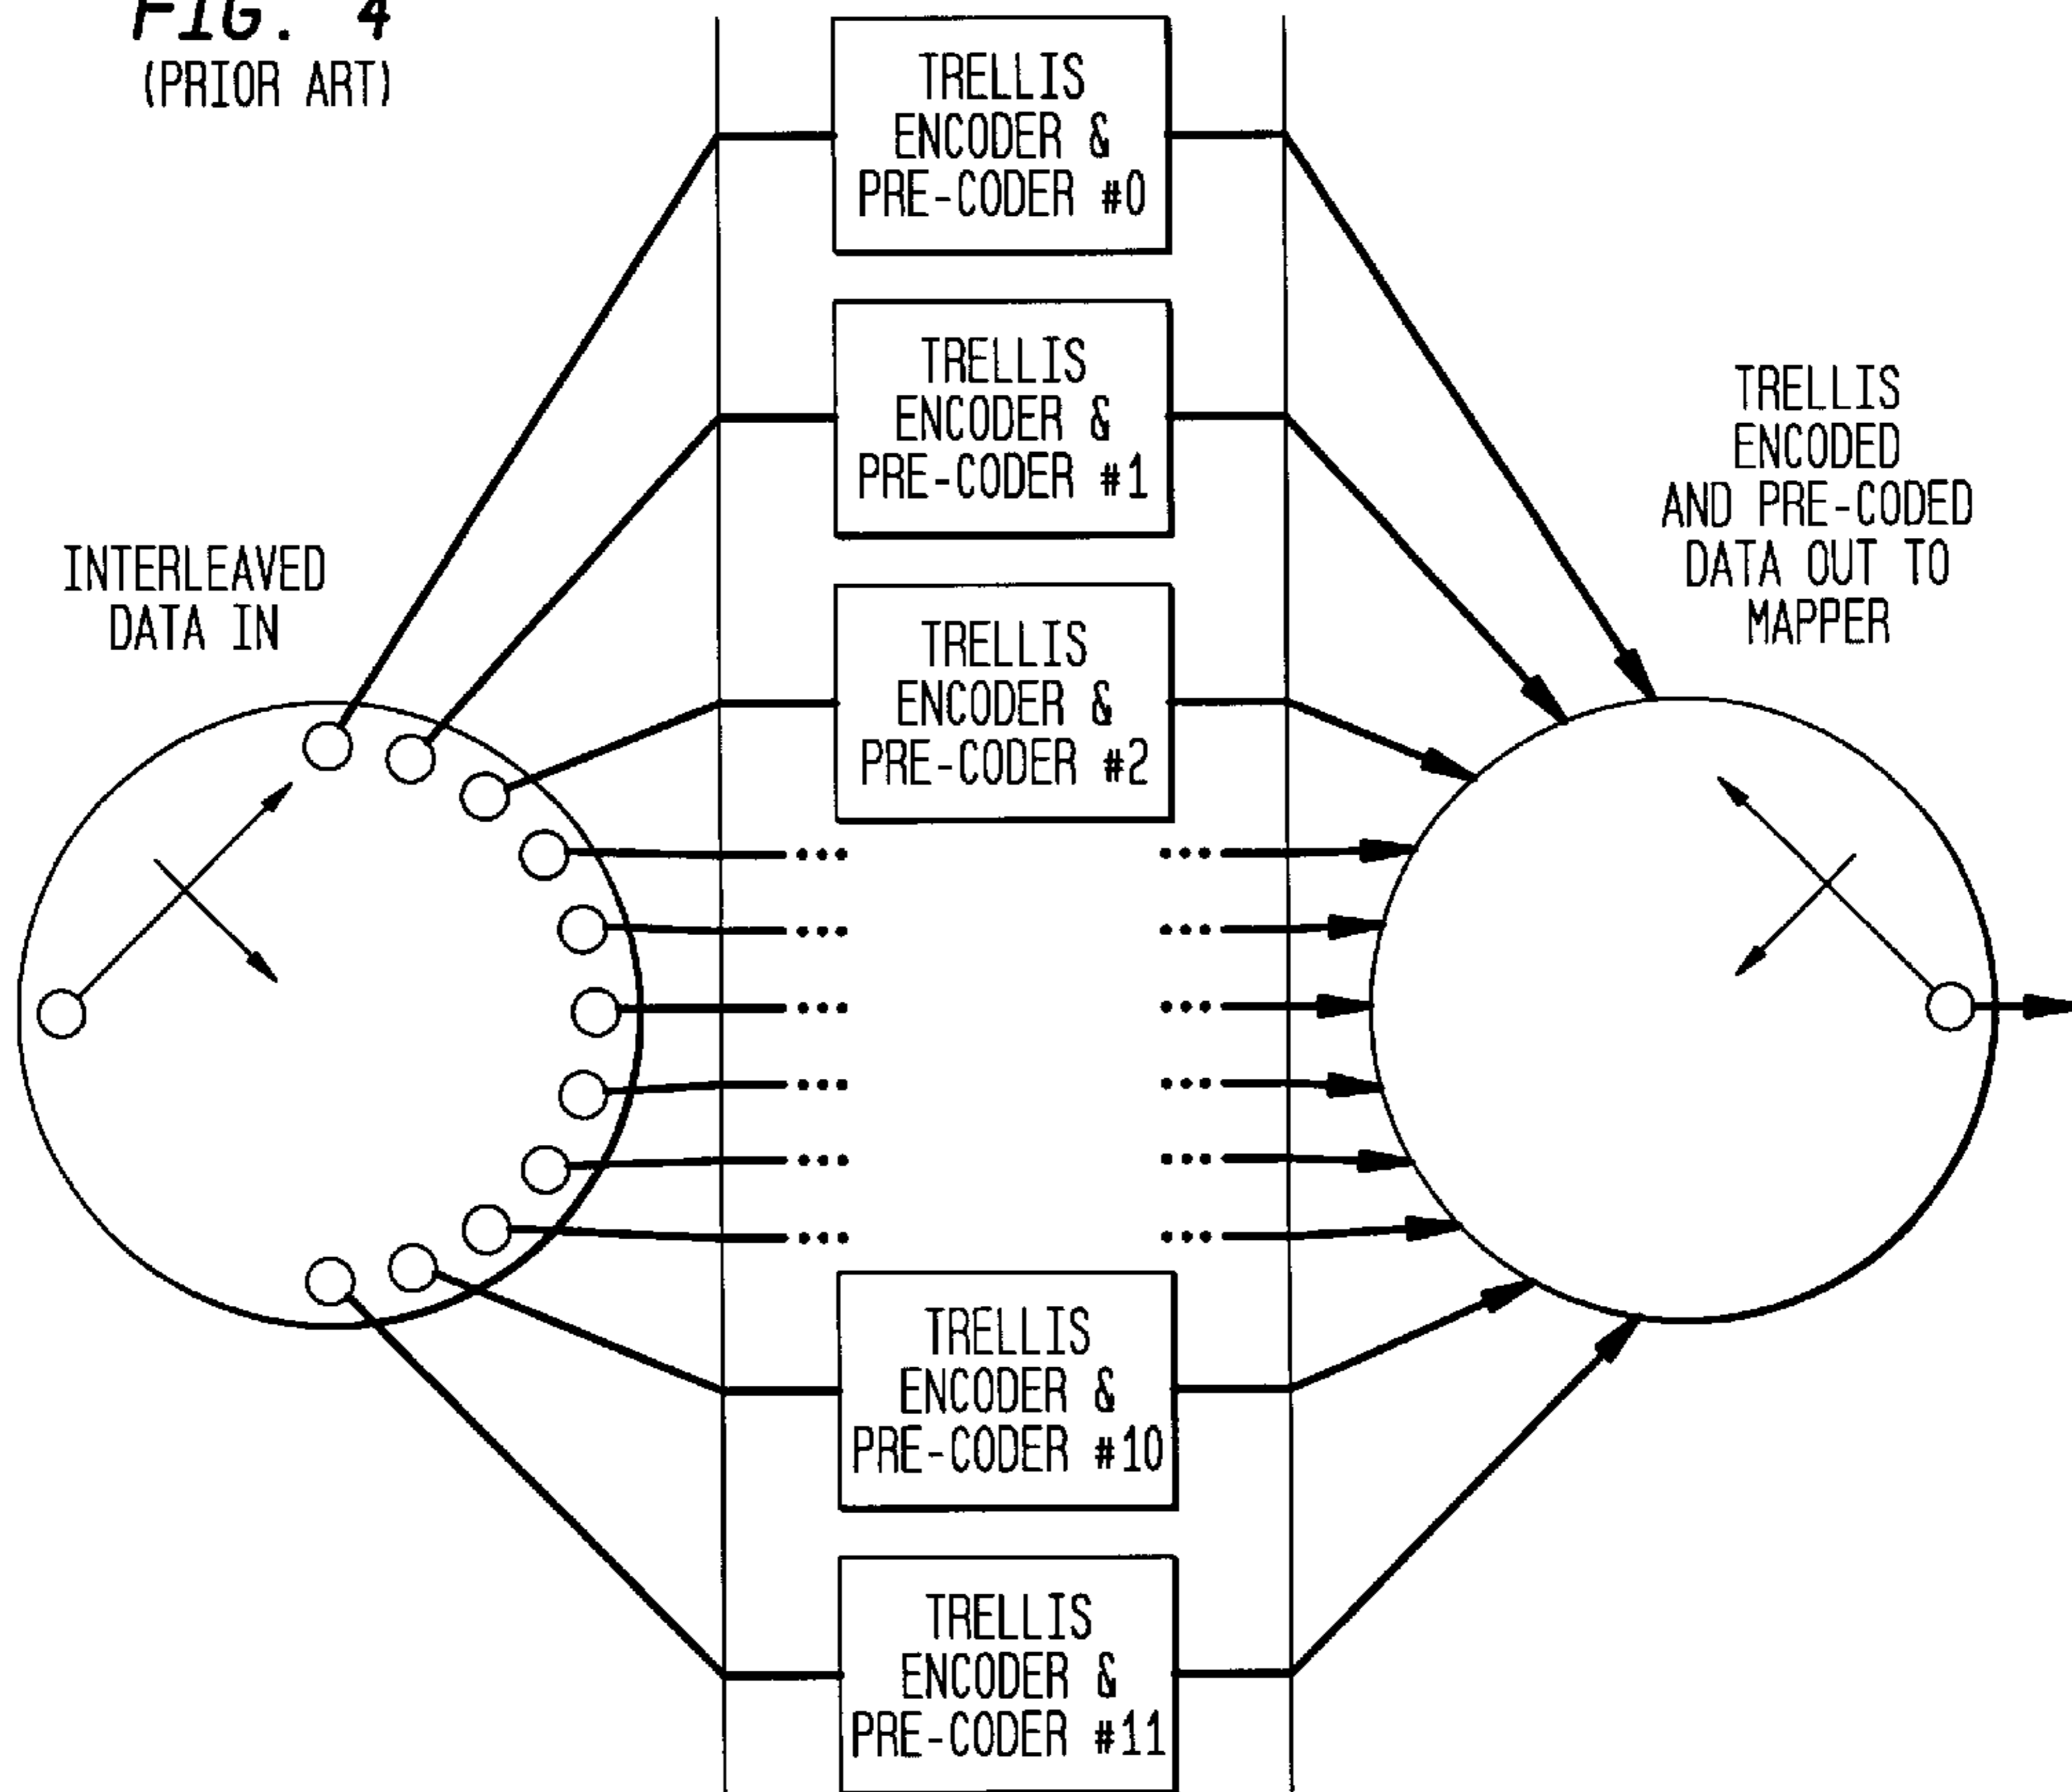 FIG. 4
(PRIOR ART)
TRELLIS
ENCODER &
PRE-CODER #0
TRELLIS
ENCODER &
PRE-CODER #1
TRELLIS
ENCODED
AND PRE-CODED
DATA OUT TO
MAPPER
INTERLEAVED
DATA IN
TRELLIS
ENCODER &
PRE-CODER #2
TRELLIS
ENCODER &
PRE-CODER #10
TRELLIS
ENCODER &
PRE-CODER #11